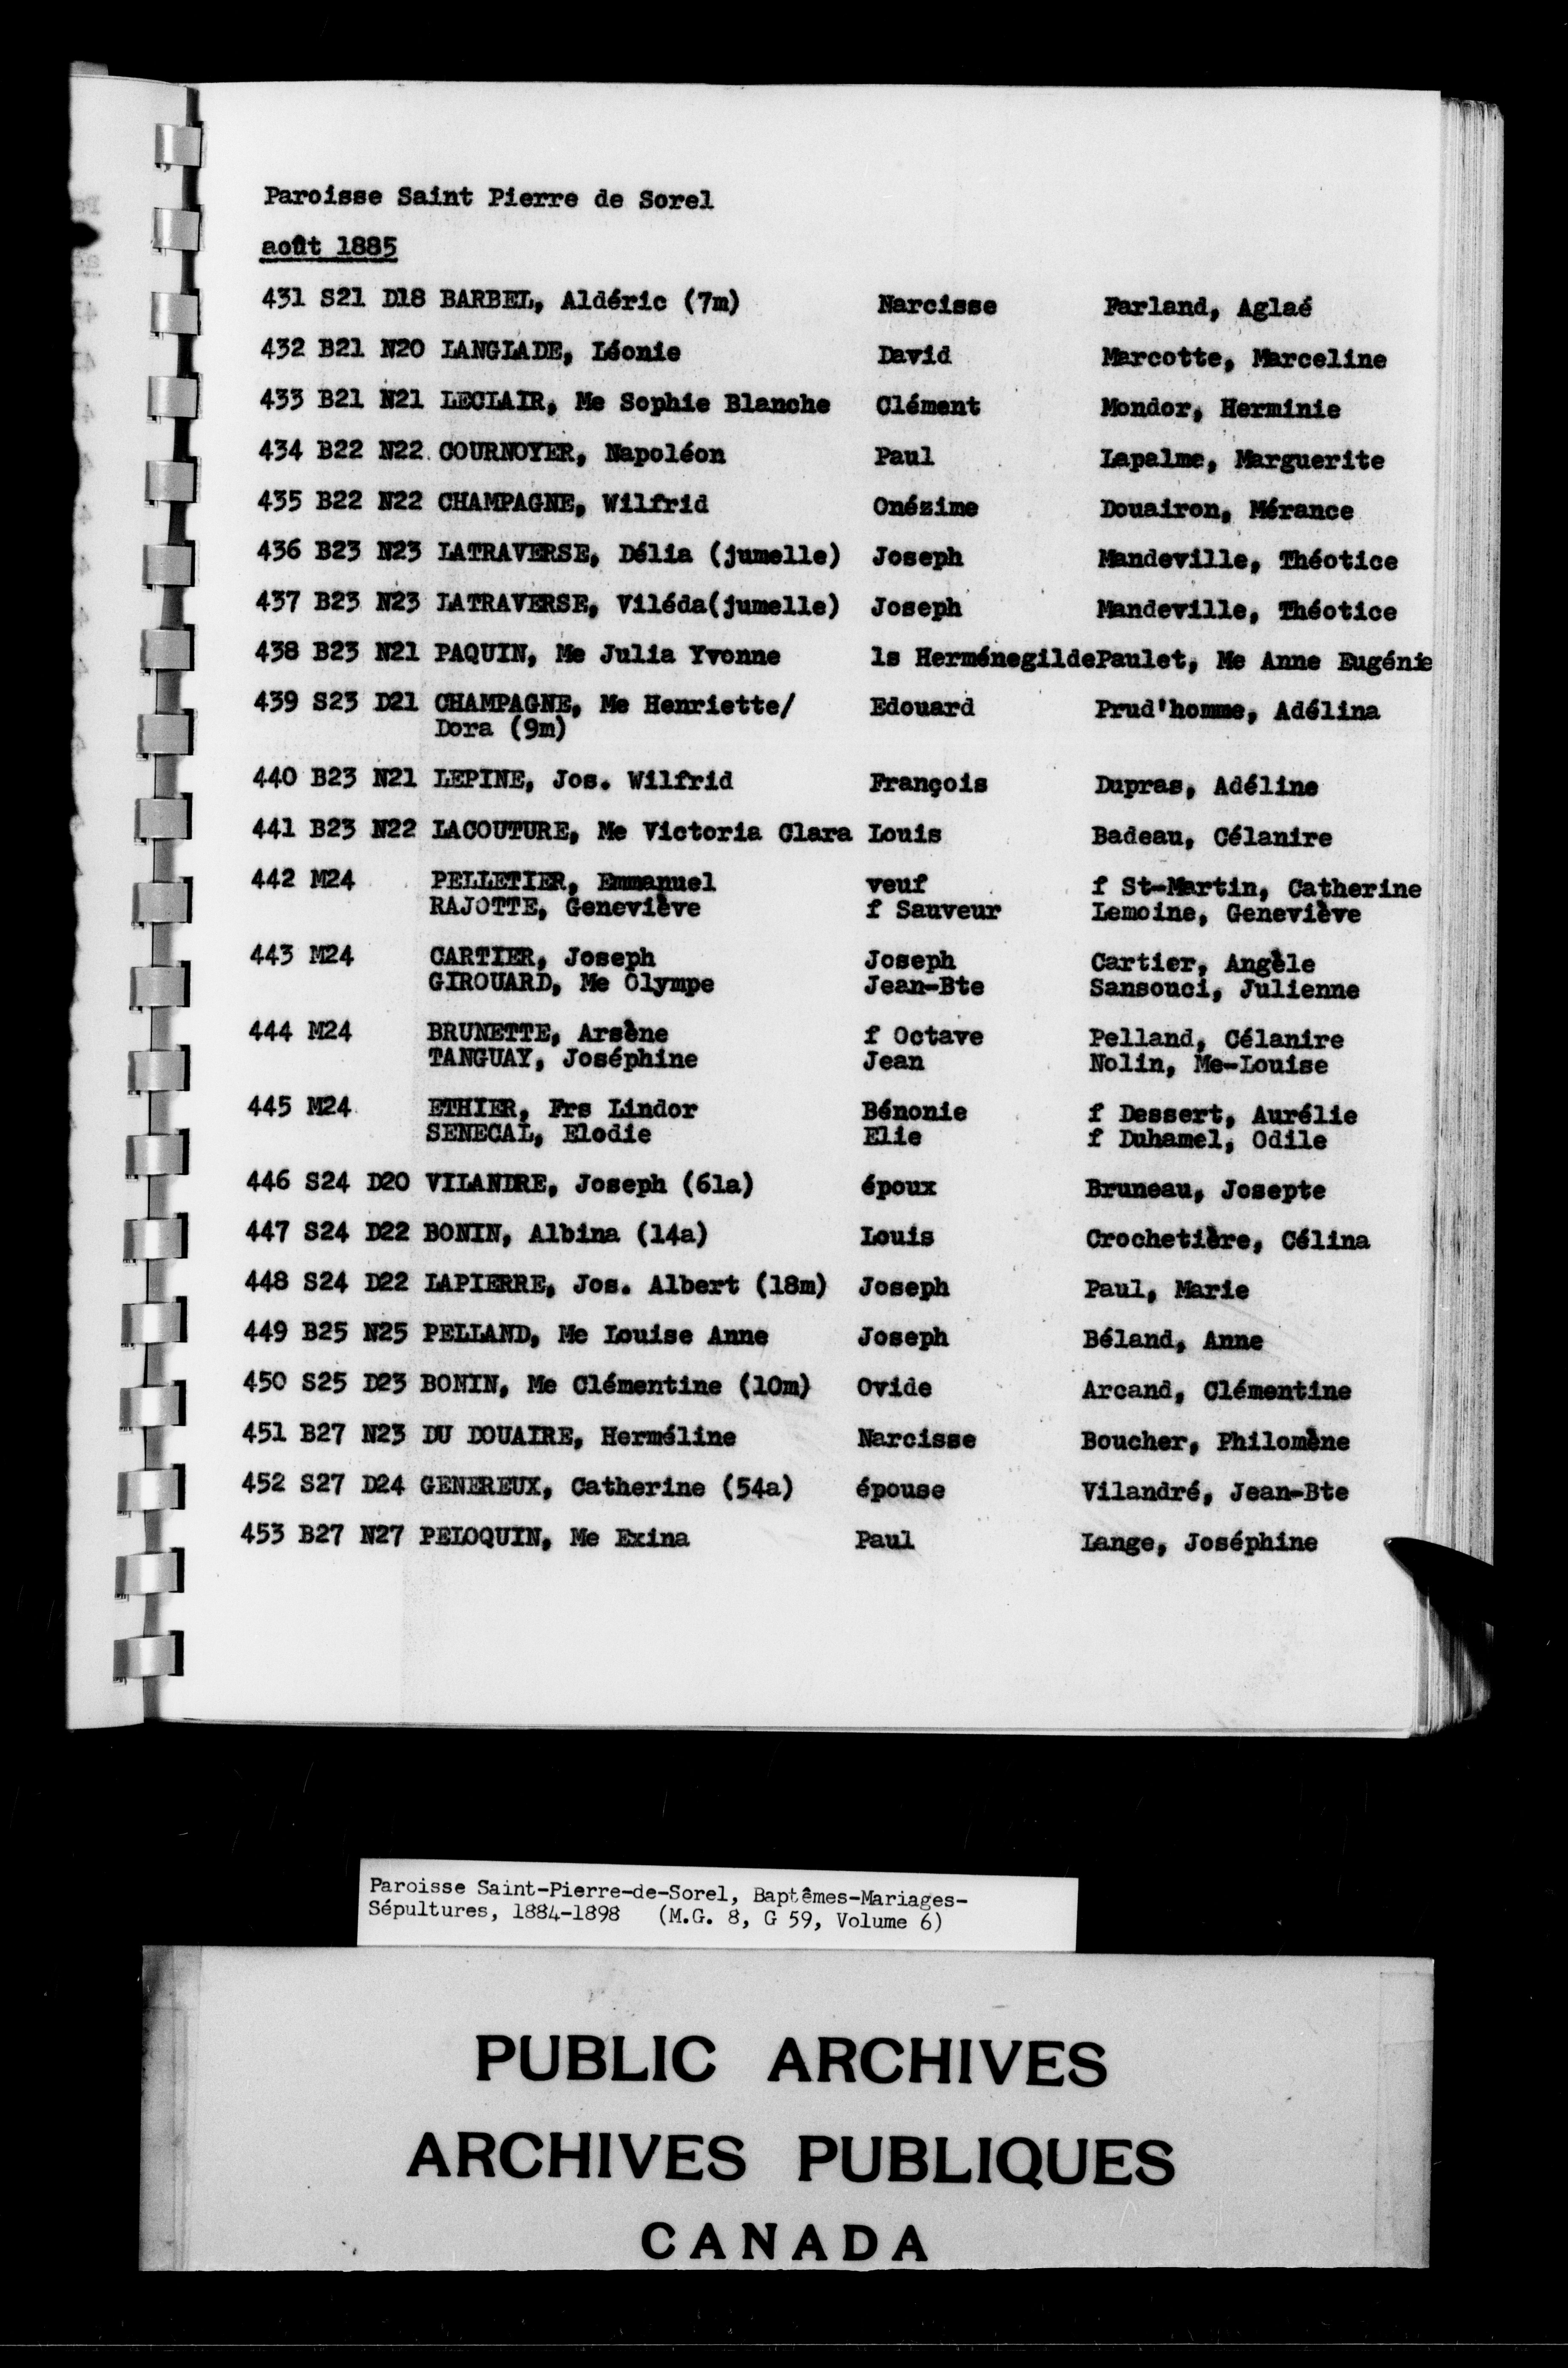 Paroisse Saint Pierre de Sorel
août 1885
431 S21 D18 BARBEL, Aldéric (7m) Narcisse Farland, Aglaé
432 B21 N20 LANGLADE, Léonie David Marcotte, Marceline
433 B21 N21 LECLAIR, Me Sophie Blanche Clément Mondor, Herminie
434 B22 N22 COURNOYER, Napoléon Paul Lapalme, Marguerite
435 B22 N22 CHAMPAGNE, Wilfrid Onézime Douairon, Mérance
436 B23 N23 LATRAVERSE, Délia (jumelle) Joseph Mandeville, Théotice
437 B23 N23 LATRAVERSE, Viléda(jumelle) Joseph Mandeville, Théotice
438 B23 N21 PAQUIN, Me Julia Yvonne ls HerménegildePaulet, Me Anne Eugénie
439 S23 D21 CHAMPAGNE, Me Henriette/ Edouard Prud'homme, Adélina
Dora (9m)
440 B23 N21 LEPINE, Jos. Wilfrid François Dupras, Adéline
441 B23 N22 LACOUTURE, Me Victoria Clara Louis Badeau, Célanire
442 M24 PELLETIER, Emmanuel veuf f St-Martin, Catherine
RAJOTTE, Geneviève f Sauveur Lemoine, Geneviève
443 M24 CARTIER, Joseph Joseph Cartier, Angèle
GIROUARD, Me Olympe Jean-Bte Sansouci, Julienne
444 M24 BRUNETTE, Arsène f Octave Pelland, Célanire
TANGUAY, Joséphine Jean Nolin, Me-Louise
445 M24 ETHIER, Frs Lindor Bénonie f Dessert, Aurélie
SENECAL, Elodie Elie f Duhamel, Odile
446 S24 D20 VILANDRE, Joseph (61a) époux Bruneau, Josepte
447 S24 D22 BONIN, Albina (14a) Louis Crochetière, Célina
448 S24 D22 LAPIERRE, Jos. Albert (18m) Joseph Paul, Marie
449 B25 N25 PELLAND, Me Louise Anne Joseph Béland, Anne
450 S25 D23 BONIN, Me Clémentine (10m) Ovide Arcand, Clémentine
451 B27 N23 DU DOUAIRE, Herméline Narcisse Boucher, Philomène
452 S27 D24 GENEREUX, Catherine (54a) épouse Vilandré, Jean-Bte
453 B27 N27 PELOQUIN, Me Exina Paul Lange, Joséphine
Paroisse Saint-Pierre-de-Sorel, Baptêmes-Mariages-
Sépultures, 1884-1898 (M.G. 8, G 59, Volume 6)
PUBLIC ARCHIVES
ARCHIVES PUBLIQUES
CANADA